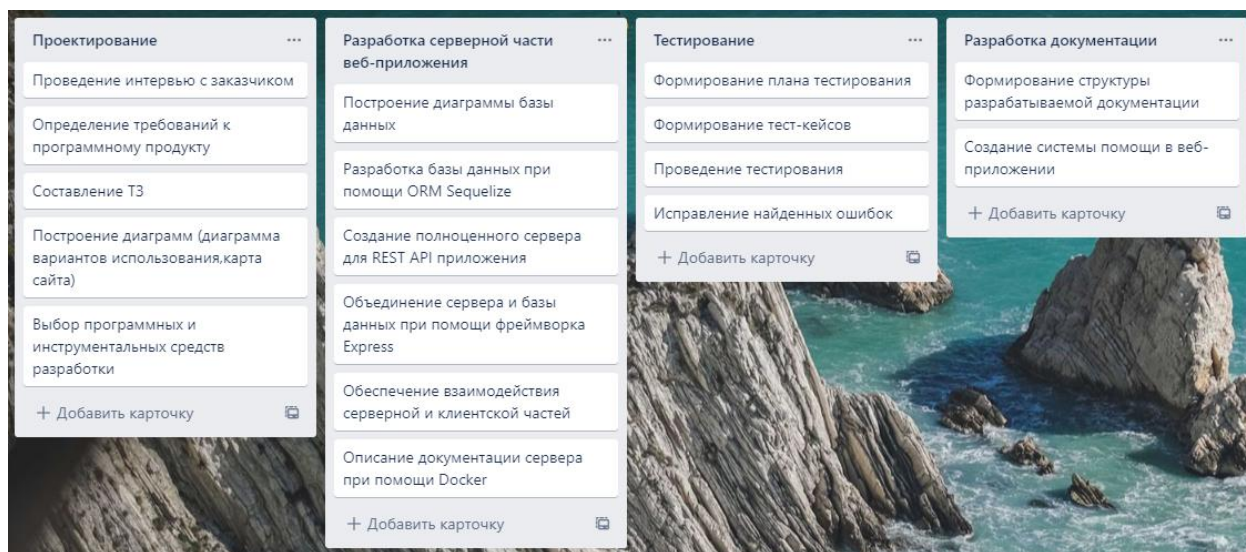 Проектирование
Проведение интервью с заказчиком
Определение требований к
программному продукту
Составление ТЗ
Построение диаграмм (диаграмма
вариантов использования,карта
сайта)
Выбор программных и
инструментальных средств
разработки
+ Добавить карточку
Разработка серверной части
веб-приложения
Построение диаграммы базы
данных
Разработка базы данных при
помощи ORM Sequelize
Создание полноценного сервера
для REST API приложения
Объединение сервера и базы
данных при помощи фреймворка
Express
Обеспечение взаимодействия
серверной и клиентской частей
Описание документации сервера
при помощи Docker
+ Добавить карточку
Тестирование
Формирование плана тестирования
Формирование тест-кейсов
Проведение тестирования
Исправление найденных ошибок
+ Добавить карточку
Разработка документации
Формирование структуры
разрабатываемой документации
Создание системы помощи в веб-
приложении
+ Добавить карточку